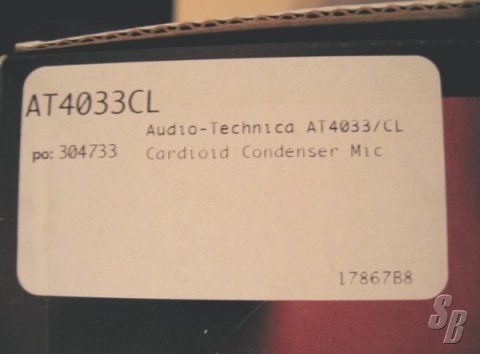 AT4033CL
Audio-Technica AT4033/CL
po: 304733 Cardioid Condenser Mic
17867B8
SB